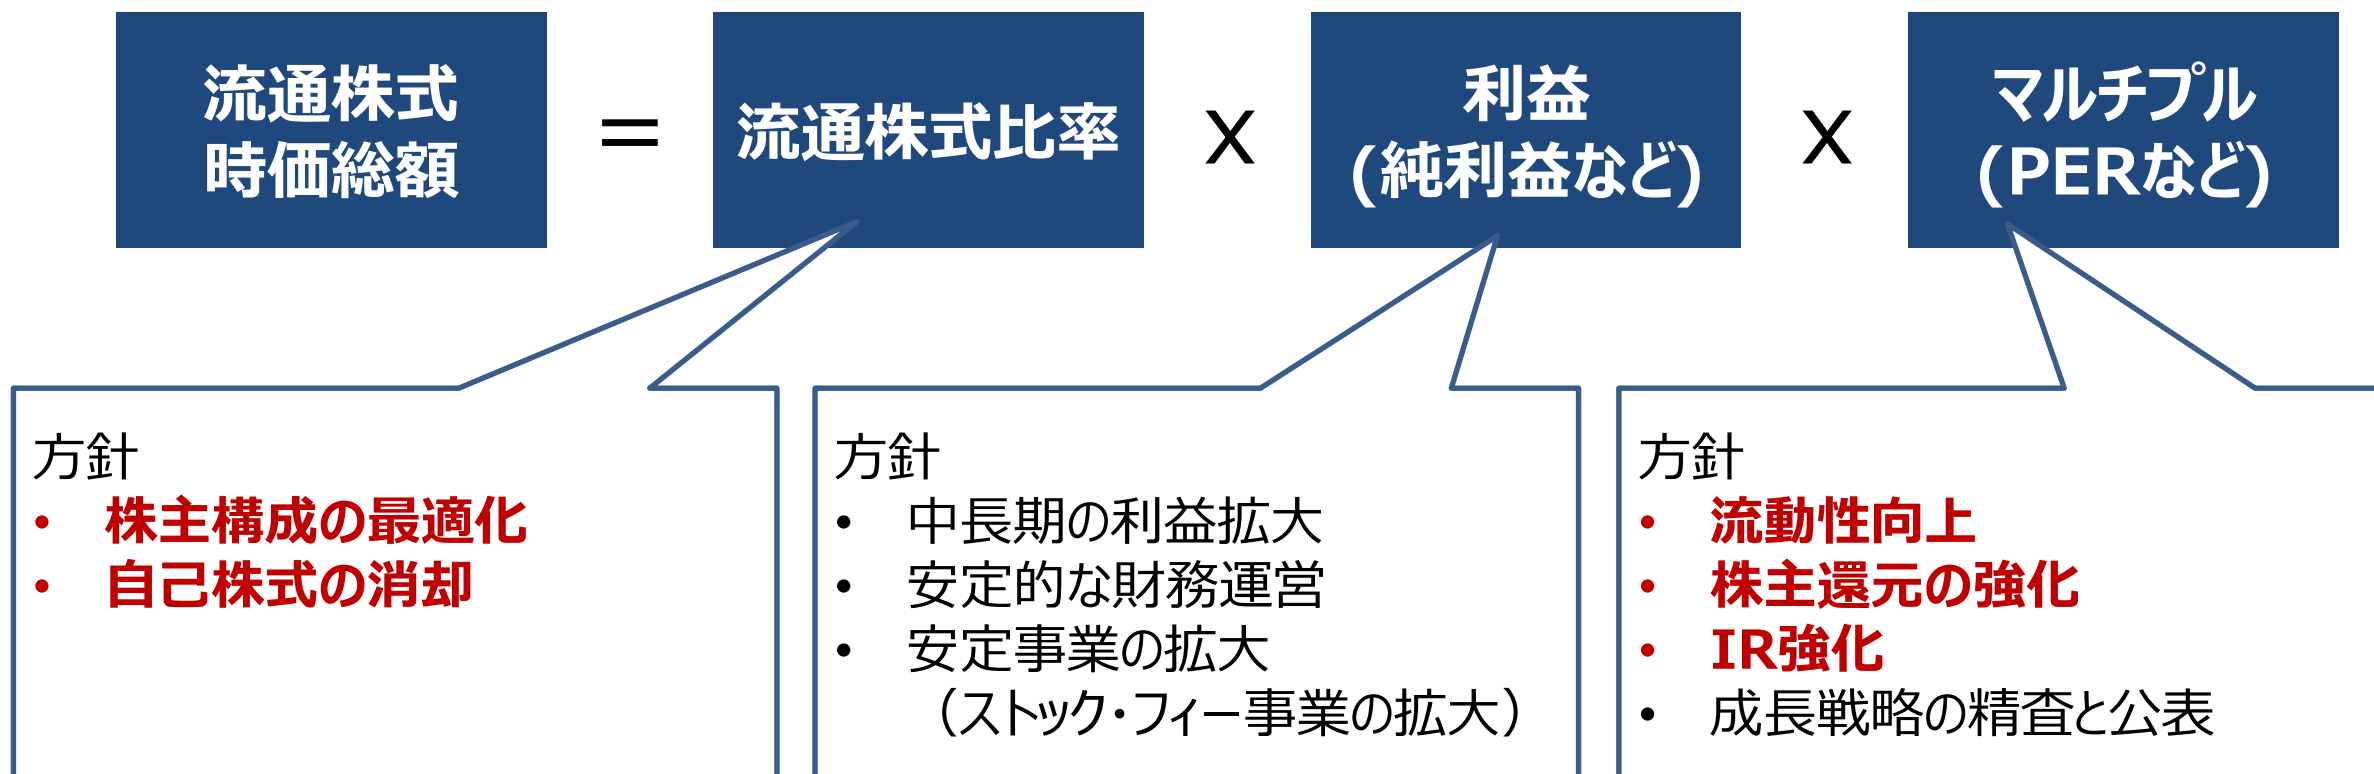 流通株式
時価総額
=
流通株式比率
x
利益
(純利益など)
x
マルチプル
(PERなど)
方針
• 株主構成の最適化
• 自己株式の消却
方針
• 中長期の利益拡大
• 安定的な財務運営
• 安定事業の拡大
（ストック・フィー事業の拡大）
方針
• 流動性向上
• 株主還元の強化
• IR強化
• 成長戦略の精査と公表